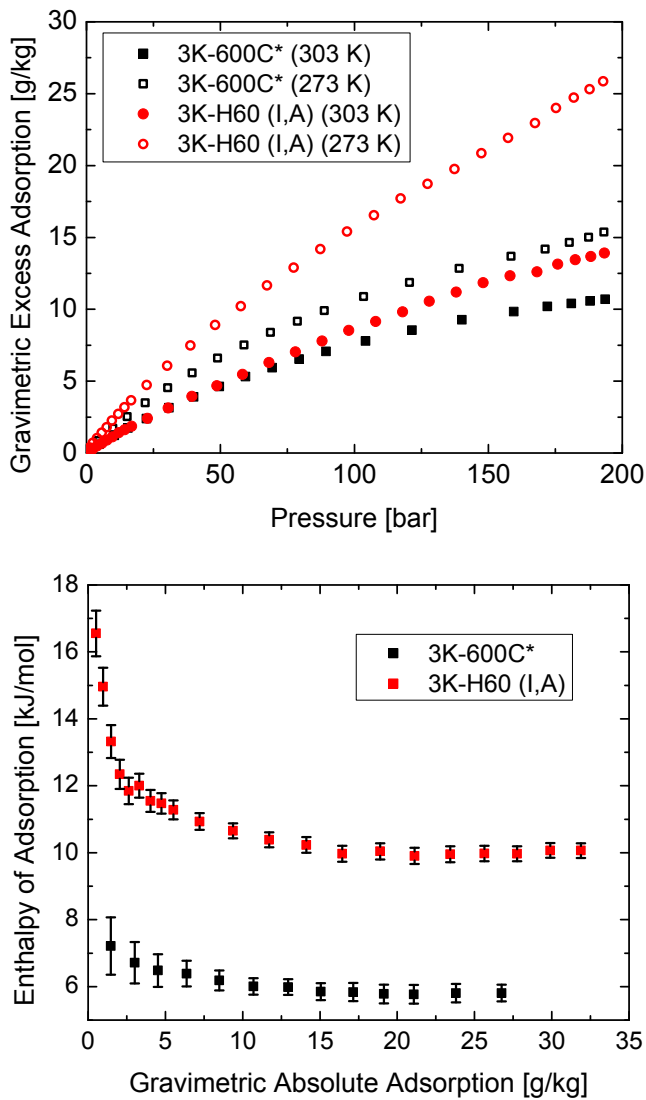 30
25
20
15
10
5
0
Gravimetric Excess Adsorption [g/kg]
3K-600C* (303 K)
3K-600C* (273 K)
3K-H60 (I,A) (303 K)
3K-H60 (I,A) (273 K)
0 50 100 150 200
Pressure [bar]
18
16
14
12
10
8
6
Enthalpy of Adsorption [kJ/mol]
3K-600C*
3K-H60 (I,A)
0 5 10 15 20 25 30 35
Gravimetric Absolute Adsorption [g/kg]